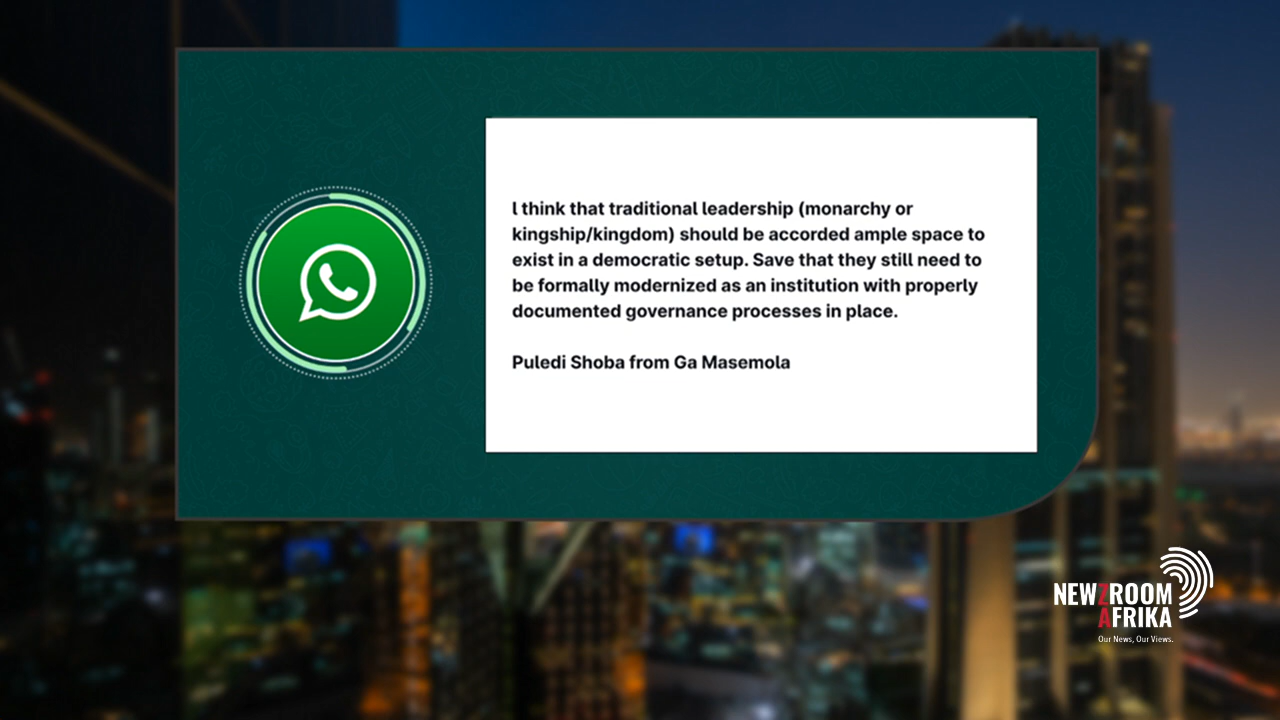 I think that traditional leadership (monarchy or
kingship/kingdom) should be accorded ample space to
exist in a democratic setup. Save that they still need to
be formally modernized as an institution with properly
documented governance processes in place.
Puledi Shoba from Ga Masemola
NEWZROOM
AFRIKA
Our News, Our Views.